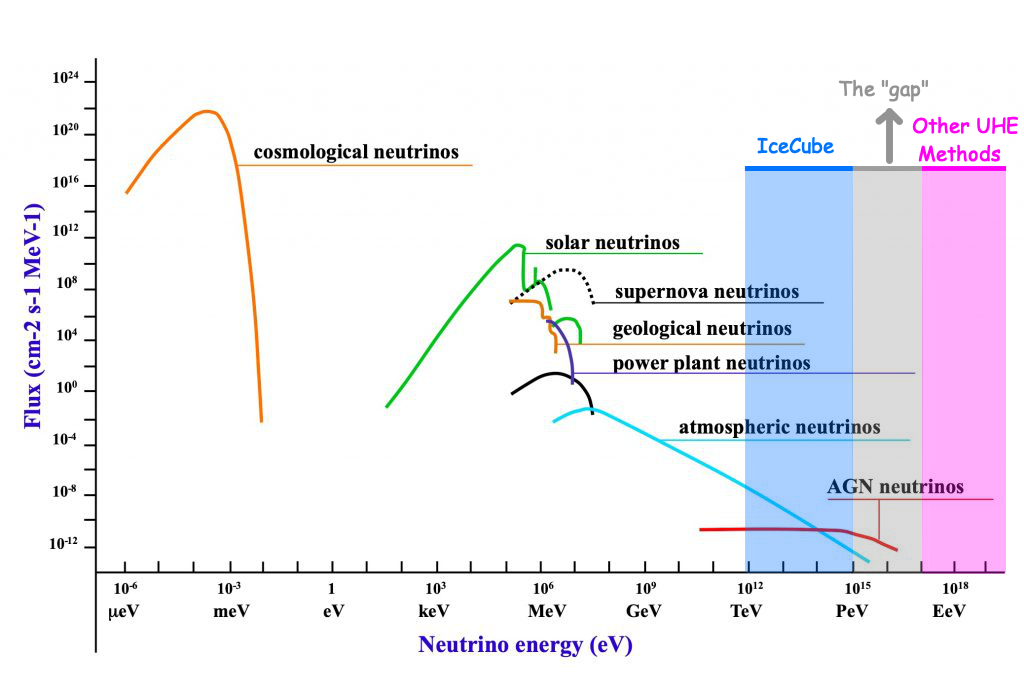 10^24
10^20
10^16
10^12
10^8
10^4
10^0
10^-4
10^-8
10^-12
Flux (cm-2 s-1 MeV-1)
The "gap"
IceCube
Other UHE
Methods
cosmological neutrinos
solar neutrinos
supernova neutrinos
geological neutrinos
power plant neutrinos
atmospheric neutrinos
AGN neutrinos
10^-6 10^-3 1 10^3 10^6 10^9 10^12 10^15 10^18
µeV meV eV keV MeV GeV TeV PeV EeV
Neutrino energy (eV)